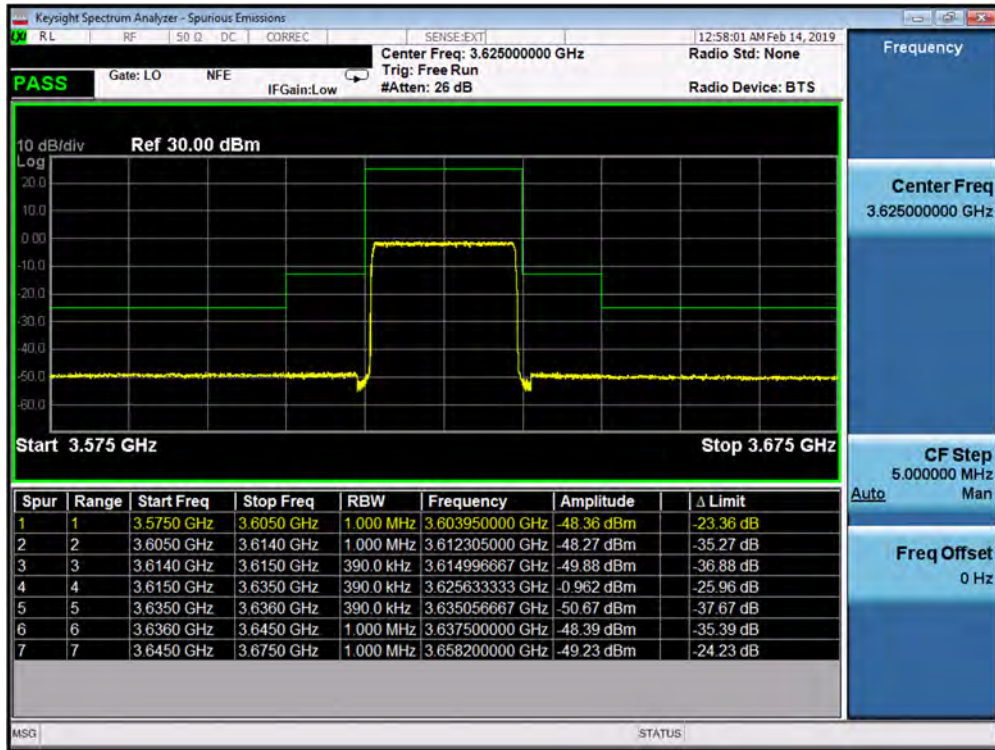 Keysight Spectrum Analyzer - Spurious Emissions
LXI RL RF 50 Ω DC CORREC SENSE:EXT 12:58:01 AM Feb 14, 2019
Center Freq: 3.625000000 GHz Radio Std: None
Gate: LO NFE Trig: Free Run
PASS IFGain:Low #Atten: 26 dB Radio Device: BTS
10 dB/div Ref 30.00 dBm
Log
20.0
10.0
0.00
-10.0
-20.0
-30.0
-40.0
-50.0
-60.0
Start 3.575 GHz Stop 3.675 GHz
Spur Range Start Freq Stop Freq RBW Frequency Amplitude Δ Limit
1 1 3.5750 GHz 3.6050 GHz 1.000 MHz 3.603950000 GHz -48.36 dBm -23.36 dB
2 2 3.6050 GHz 3.6140 GHz 1.000 MHz 3.612305000 GHz -48.27 dBm -35.27 dB
3 3 3.6140 GHz 3.6150 GHz 390.0 kHz 3.614996667 GHz -49.88 dBm -36.88 dB
4 4 3.6150 GHz 3.6350 GHz 390.0 kHz 3.625633333 GHz -0.962 dBm -25.96 dB
5 5 3.6350 GHz 3.6360 GHz 390.0 kHz 3.635056667 GHz -50.67 dBm -37.67 dB
6 6 3.6360 GHz 3.6450 GHz 1.000 MHz 3.637500000 GHz -48.39 dBm -35.39 dB
7 7 3.6450 GHz 3.6750 GHz 1.000 MHz 3.658200000 GHz -49.23 dBm -24.23 dB
MSG STATUS
Frequency
Center Freq
3.625000000 GHz
CF Step
5.000000 MHz
Auto Man
Freq Offset
0 Hz